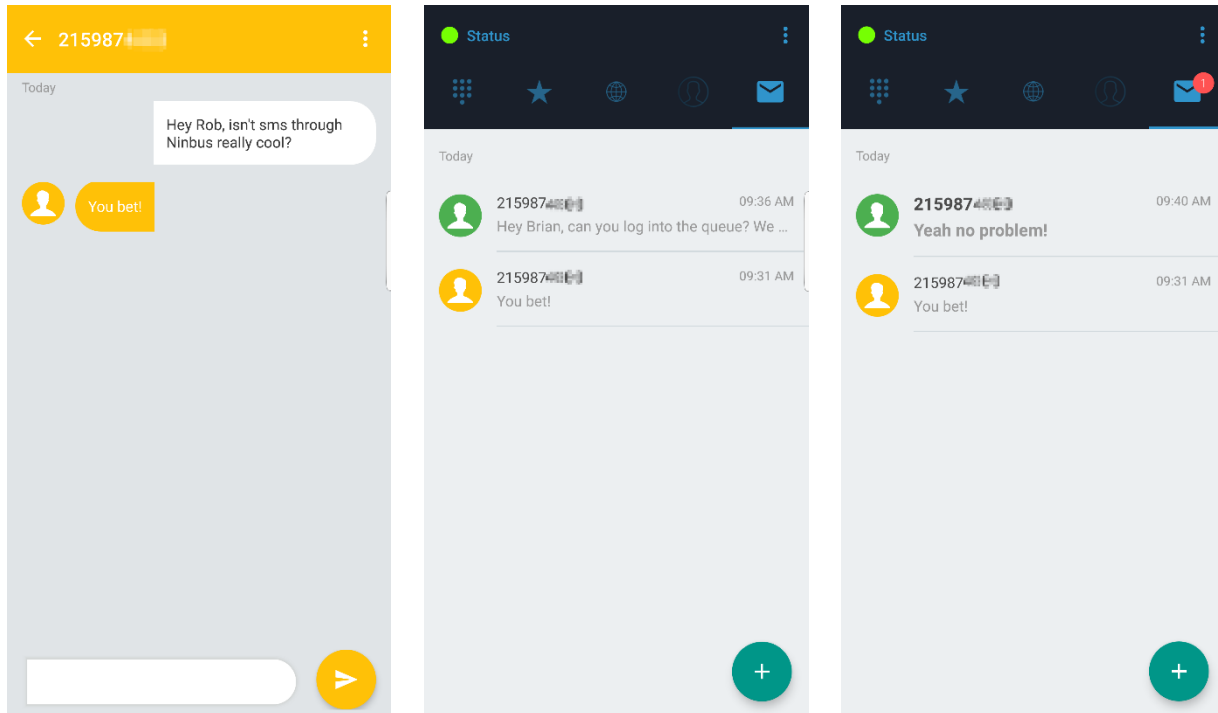 215987
Today
Hey Rob, isn't sms through
Ninbus really cool?
You bet!
Status
Today
215987
09:36 AM
Hey Brian, can you log into the queue? We ...
215987
09:31 AM
You bet!
Status
1
Today
215987
09:40 AM
Yeah no problem!
215987
09:31 AM
You bet!